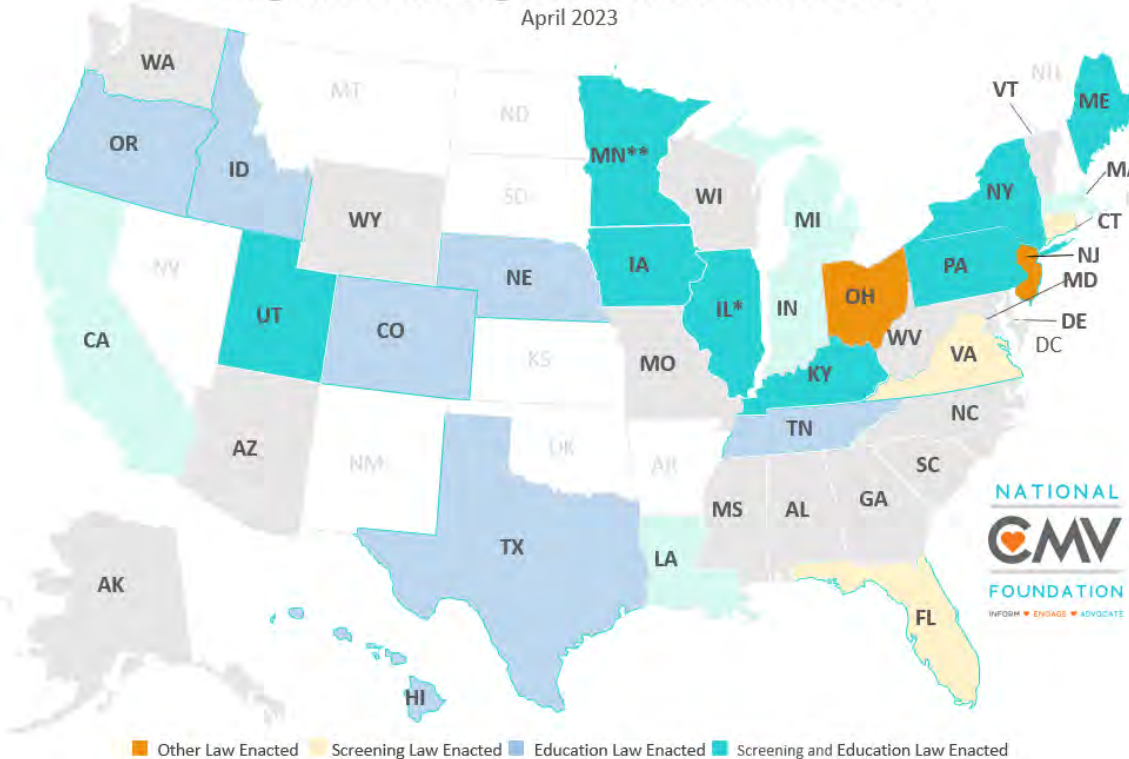 April 2023
WA
MT
ND
VT
NH
ME
OR
ID
MN**
SD
WI
NY
MA
WY
MI
CT
NV
NE
IA
PA
NJ
MD
UT
CO
IL*
IN
OH
WV
DE
DC
CA
KS
MO
KY
VA
AZ
NM
OK
AR
TN
NC
SC
MS
AL
GA
TX
LA
AK
HI
FL
NATIONAL
CMV
FOUNDATION
INFORM ENGAGE ADVOCATE
Other Law Enacted Screening Law Enacted Education Law Enacted Screening and Education Law Enacted